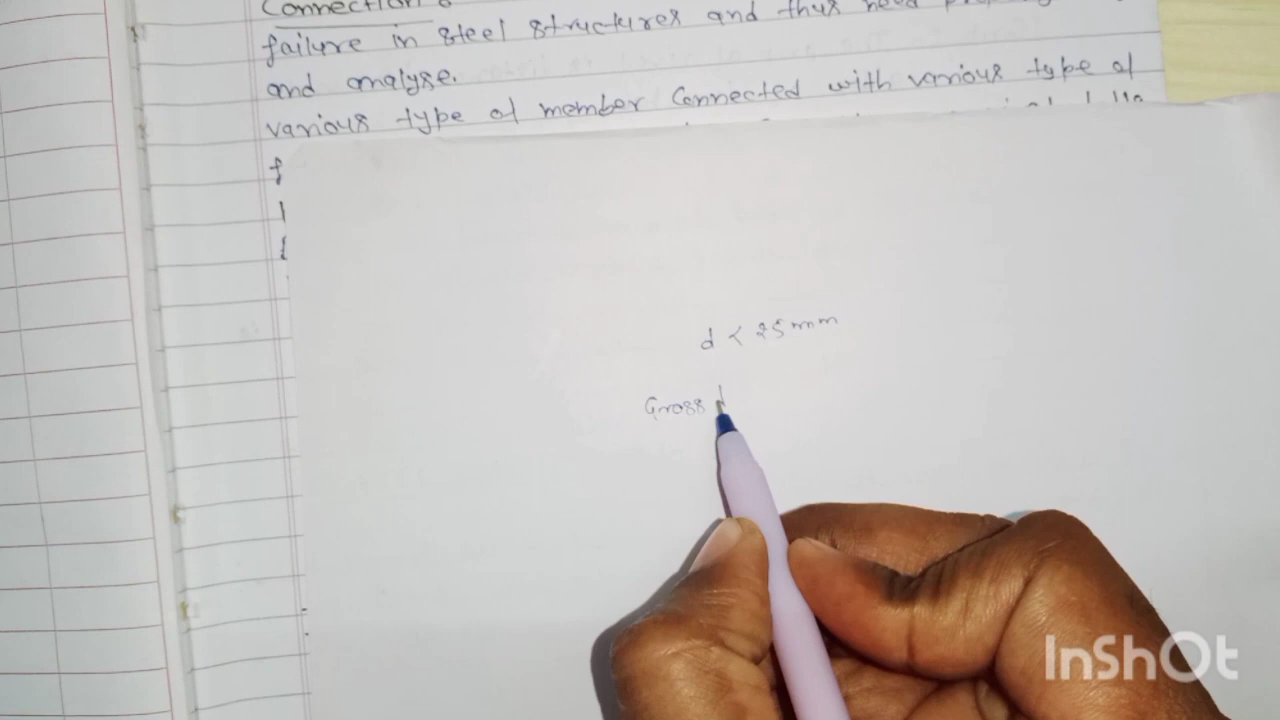 Connection
failure in steel structures and thus need
and analyse.
various type of member Connected with various type of
f
d < 25mm
Gross d
InShOt